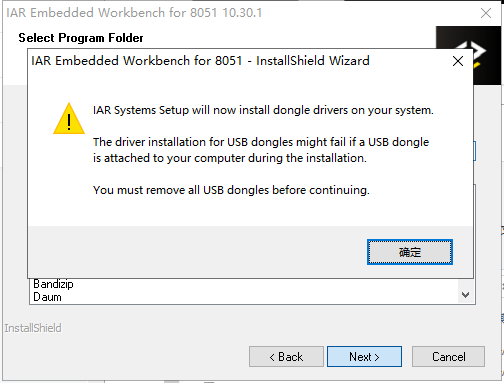 IAR Embedded Workbench for 8051 10.30.1
Select Program Folder
IAR Embedded Workbench for 8051 - InstallShield Wizard
IAR Systems Setup will now install dongle drivers on your system.
The driver installation for USB dongles might fail if a USB dongle
is attached to your computer during the installation.
You must remove all USB dongles before continuing.
确定
Bandizip
Daum
InstallShield
< Back
Next >
Cancel